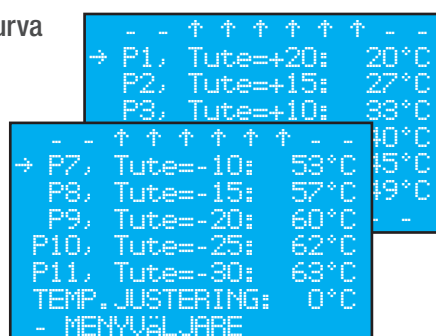 urva
- - ↑ ↑ ↑ ↑ ↑ ↑ - -
→ P1, Tute=+20: 20°C
P2, Tute=+15: 27°C
P3, Tute=+10: 33°C
40°C
45°C
49°C
- -
- - ↑ ↑ ↑ ↑ ↑ ↑ - -
→ P7, Tute=-10: 53°C
P8, Tute=-15: 57°C
P9, Tute=-20: 60°C
P10, Tute=-25: 62°C
P11, Tute=-30: 63°C
TEMP.JUSTERING: 0°C
- MENYVäLJARE